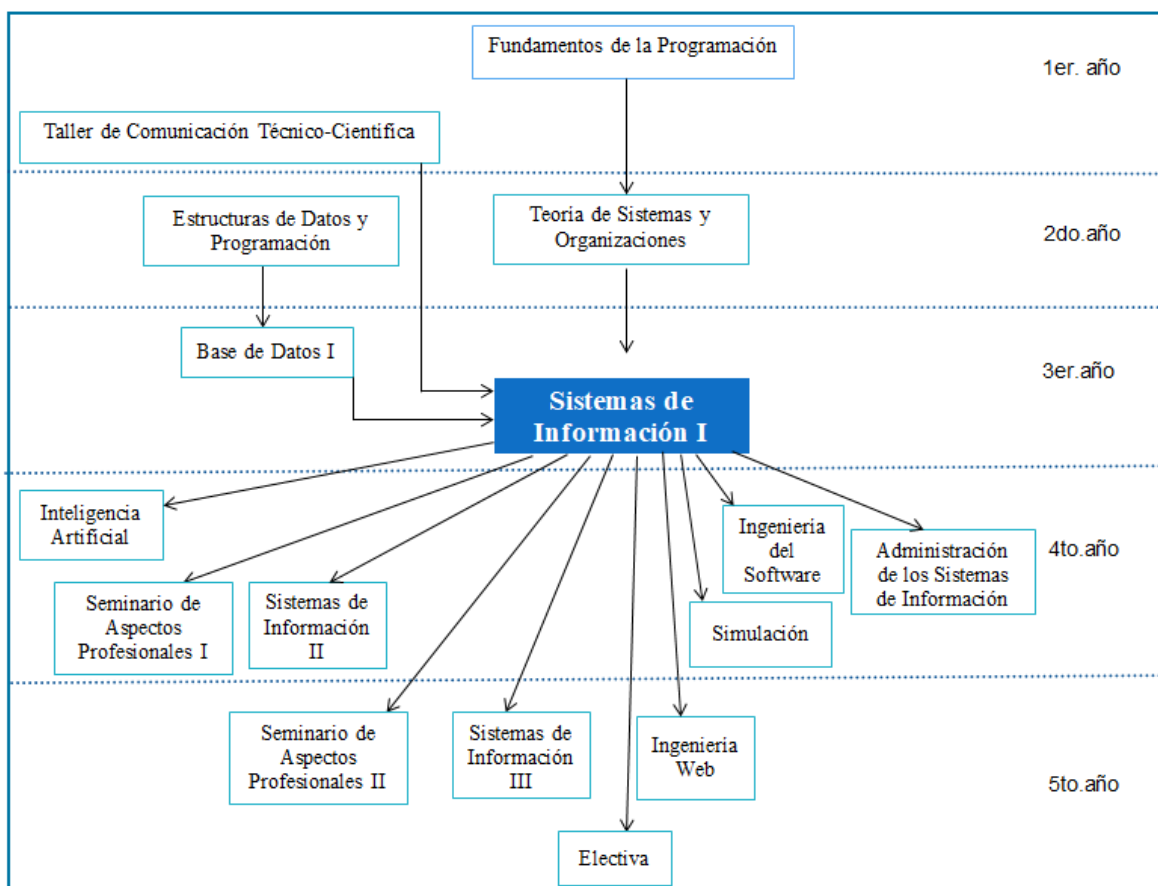 Fundamentos de la Programación
1er. año
Taller de Comunicación Técnico-Cientifica
Estructuras de Datos y
Programación
Teoria de Sistemas y
Organizaciones
2do.año
Base de Datos I
3er.año
Sistemas de
Información I
Inteligencia
Artificial
Ingenieria
del
Software
Administración
de los Sistemas
de Información
4to.año
Seminario de
Aspectos
Profesionales I
Sistemas de
Información
II
Simulación
Seminario de
Aspectos
Profesionales II
Sistemas de
Información
III
Ingenieria
Web
5to.año
Electiva